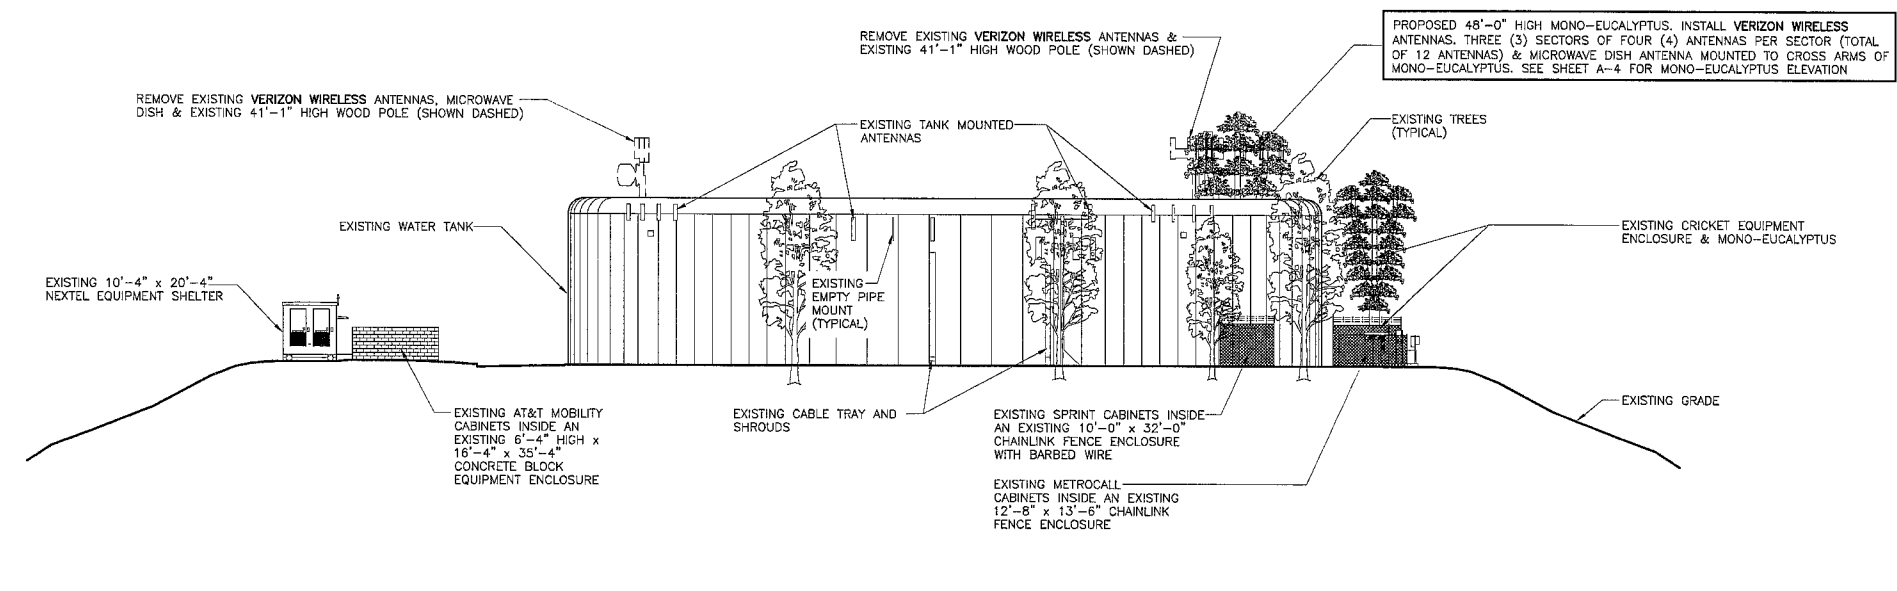 PROPOSED 48'-0" HIGH MONO-EUCALYPTUS. INSTALL VERIZON WIRELESS
ANTENNAS. THREE (3) SECTORS OF FOUR (4) ANTENNAS PER SECTOR (TOTAL
OF 12 ANTENNAS) & MICROWAVE DISH ANTENNA MOUNTED TO CROSS ARMS OF
MONO-EUCALYPTUS. SEE SHEET A-4 FOR MONO-EUCALYPTUS ELEVATION
REMOVE EXISTING VERIZON WIRELESS ANTENNAS &
EXISTING 41'-1" HIGH WOOD POLE (SHOWN DASHED)
REMOVE EXISTING VERIZON WIRELESS ANTENNAS, MICROWAVE
DISH & EXISTING 41'-1" HIGH WOOD POLE (SHOWN DASHED)
EXISTING TANK MOUNTED
ANTENNAS
EXISTING TREES
(TYPICAL)
EXISTING WATER TANK
EXISTING CRICKET EQUIPMENT
ENCLOSURE & MONO-EUCALYPTUS
EXISTING 10'-4" x 20'-4"
NEXTEL EQUIPMENT SHELTER
EXISTING
EMPTY PIPE
MOUNT
(TYPICAL)
EXISTING GRADE
EXISTING AT&T MOBILITY
CABINETS INSIDE AN
EXISTING 6'-4" HIGH x
16'-4" x 35'-4"
CONCRETE BLOCK
EQUIPMENT ENCLOSURE
EXISTING CABLE TRAY AND
SHROUDS
EXISTING SPRINT CABINETS INSIDE
AN EXISTING 10'-0" x 32'-0"
CHAINLINK FENCE ENCLOSURE
WITH BARBED WIRE
EXISTING METROCALL
CABINETS INSIDE AN EXISTING
12'-8" x 13'-6" CHAINLINK
FENCE ENCLOSURE